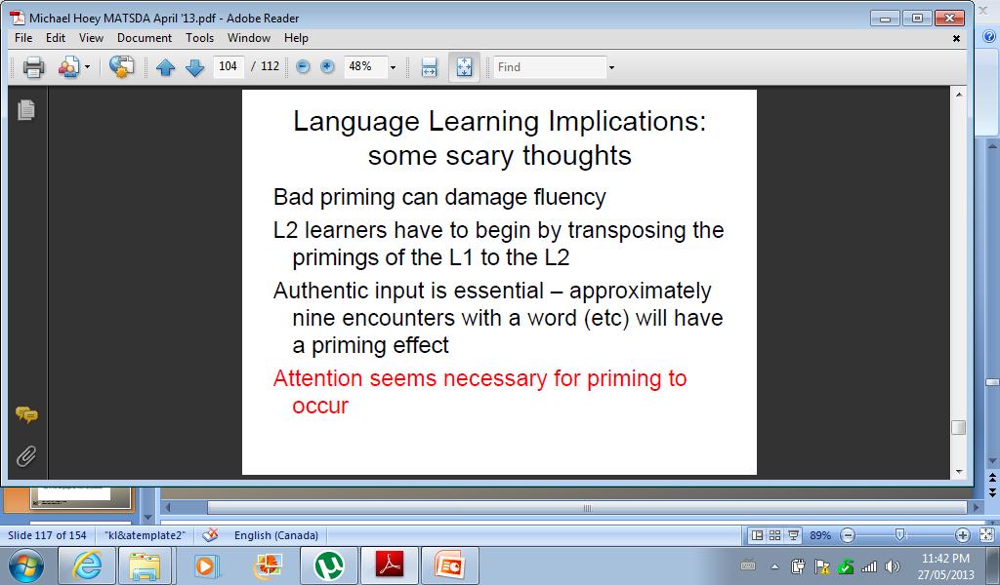 Michael Hoey MATSDA April '13.pdf - Adobe Reader
File Edit View Document Tools Window Help
104 / 112 48% Find
Language Learning Implications:
some scary thoughts
Bad priming can damage fluency
L2 learners have to begin by transposing the
primings of the L1 to the L2
Authentic input is essential – approximately
nine encounters with a word (etc) will have
a priming effect
Attention seems necessary for priming to
occur
Slide 117 of 154 "kl&atemplate2" English (Canada) 89%
11:42 PM
27/05/2013